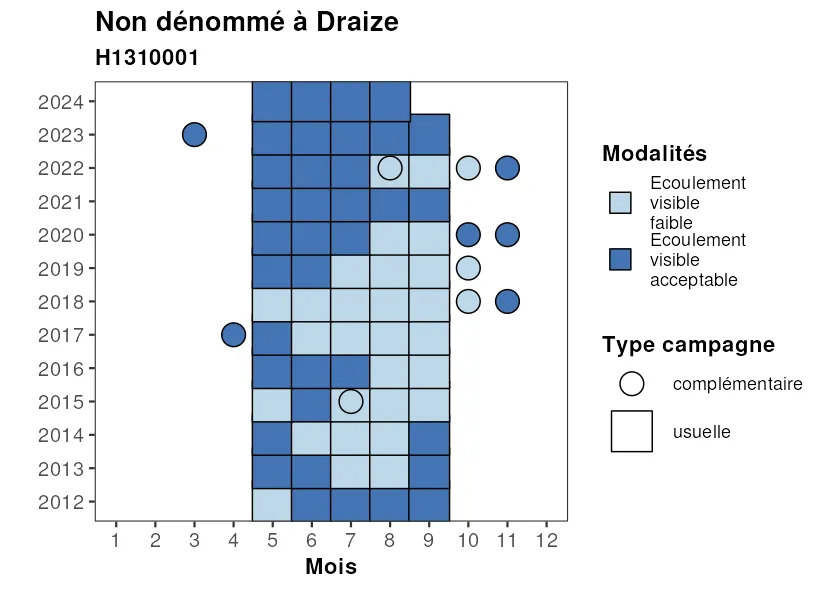 Non dénommé à Draize
H1310001
2024
2023
2022
2021
2020
2019
2018
2017
2016
2015
2014
2013
2012
1 2 3 4 5 6 7 8 9 10 11 12
Mois
Modalités
Ecoulement
visible
faible
Ecoulement
visible
acceptable
Type campagne
complémentaire
usuelle